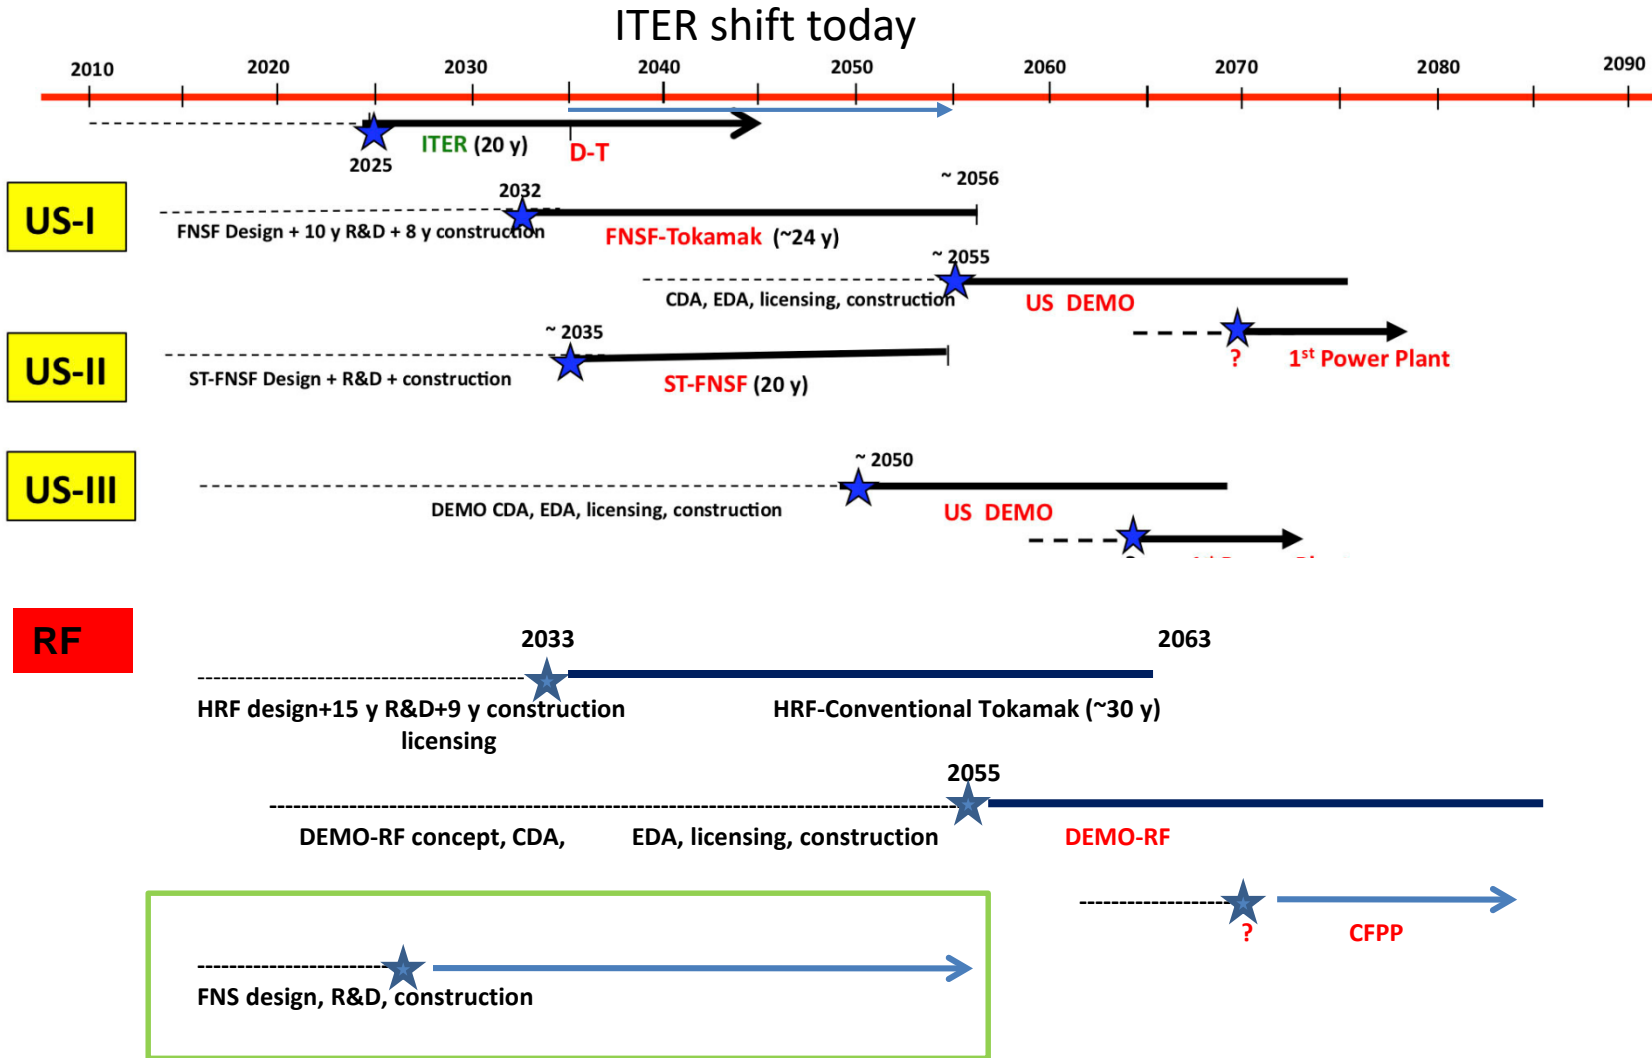 ITER shift today
2010 2020 2030 2040 2050 2060 2070 2080 2090
ITER (20 y)
D-T
2025
US-I
2032
~ 2056
FNSF Design + 10 y R&D + 8 y construction
FNSF-Tokamak (~24 y)
~ 2055
CDA, EDA, licensing, construction
US DEMO
US-II
~ 2035
? 1st Power Plant
ST-FNSF Design + R&D + construction
ST-FNSF (20 y)
US-III
~ 2050
DEMO CDA, EDA, licensing, construction
US DEMO
RF
2033
2063
HRF design+15 y R&D+9 y construction
licensing
HRF-Conventional Tokamak (~30 y)
2055
DEMO-RF concept, CDA, EDA, licensing, construction
DEMO-RF
? CFPP
FNS design, R&D, construction